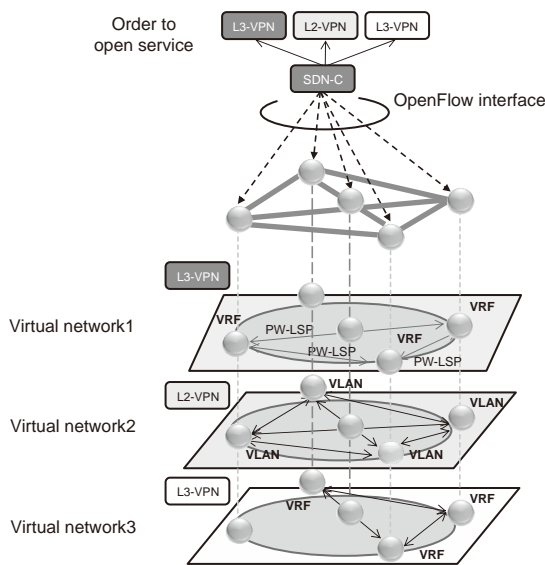 Order to
open service
L3-VPN
L2-VPN
L3-VPN
SDN-C
OpenFlow interface
L3-VPN
Virtual network1
VRF
VRF
PW-LSP
VRF
PW-LSP
PW-LSP
L2-VPN
VLAN
Virtual network2
VLAN
VLAN
VLAN
L3-VPN
Virtual network3
VRF
VRF
VRF